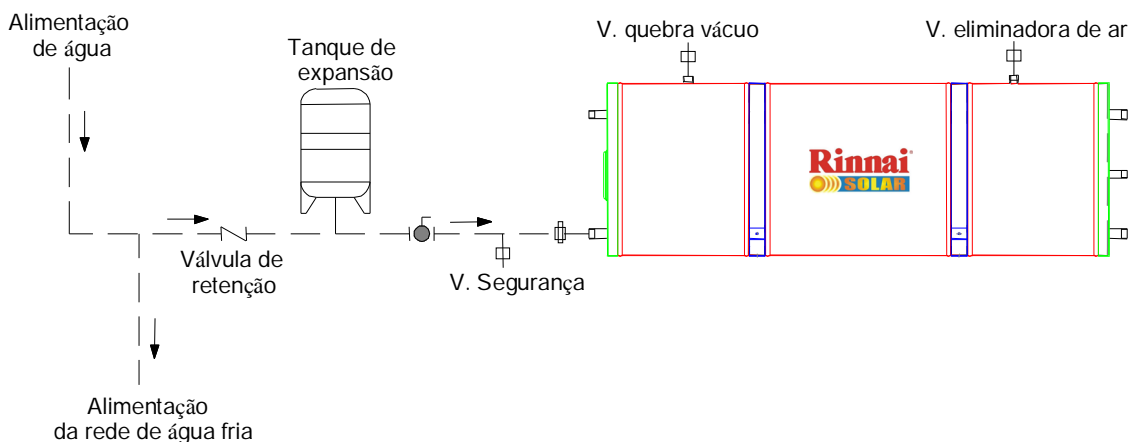 Alimentação
de água
Tanque de
expansão
V. quebra vácuo
V. eliminadora de ar
Rinnai
SOLAR
Válvula de
retenção
V. Segurança
Alimentação
da rede de água fria